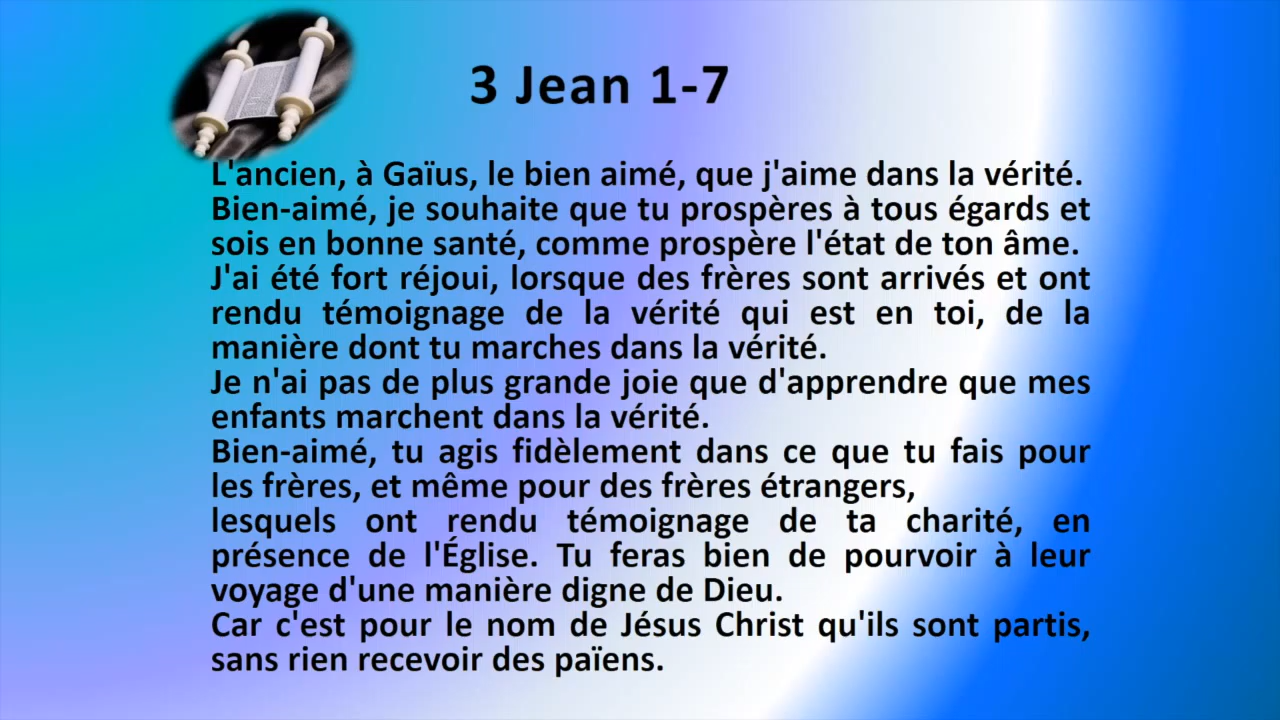 3 Jean 1-7
L'ancien, à Gaïus, le bien aimé, que j'aime dans la vérité.
Bien-aimé, je souhaite que tu prospères à tous égards et
sois en bonne santé, comme prospère l'état de ton âme.
J'ai été fort réjoui, lorsque des frères sont arrivés et ont
rendu témoignage de la vérité qui est en toi, de la
manière dont tu marches dans la vérité.
Je n'ai pas de plus grande joie que d'apprendre que mes
enfants marchent dans la vérité.
Bien-aimé, tu agis fidèlement dans ce que tu fais pour
les frères, et même pour des frères étrangers,
lesquels ont rendu témoignage de ta charité, en
présence de l'Église. Tu feras bien de pourvoir à leur
voyage d'une manière digne de Dieu.
Car c'est pour le nom de Jésus Christ qu'ils sont partis,
sans rien recevoir des païens.